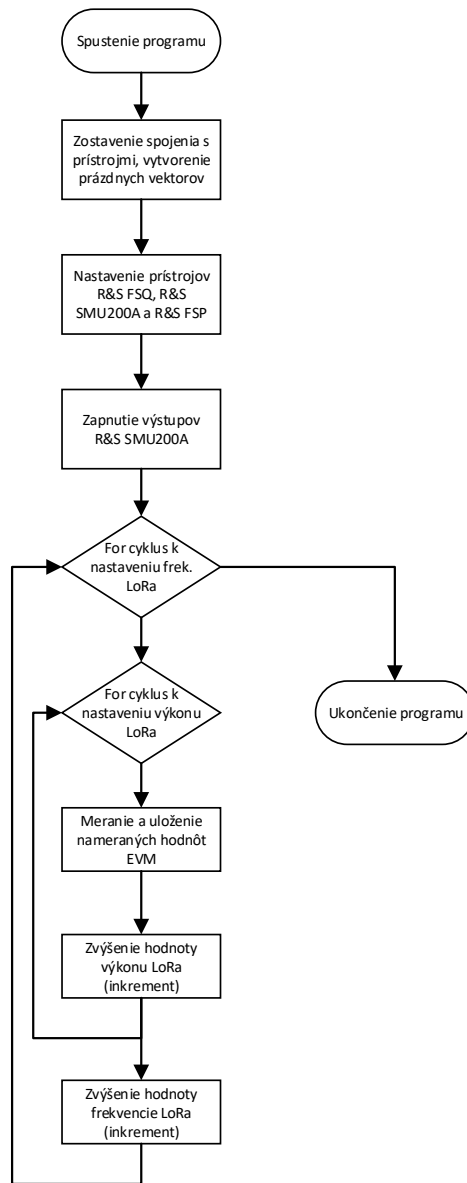 Spustenie programu
Zostavenie spojenia s
prístrojmi, vytvorenie
prázdnych vektorov
Nastavenie prístrojov
R&S FSQ, R&S
SMU200A a R&S FSP
Zapnutie výstupov
R&S SMU200A
For cyklus k
nastaveniu frek.
LoRa
For cyklus k
nastaveniu výkonu
LoRa
Ukončenie programu
Meranie a uloženie
nameraných hodnôt
EVM
Zvýšenie hodnoty
výkonu LoRa
(inkrement)
Zvýšenie hodnoty
frekvencie LoRa
(inkrement)